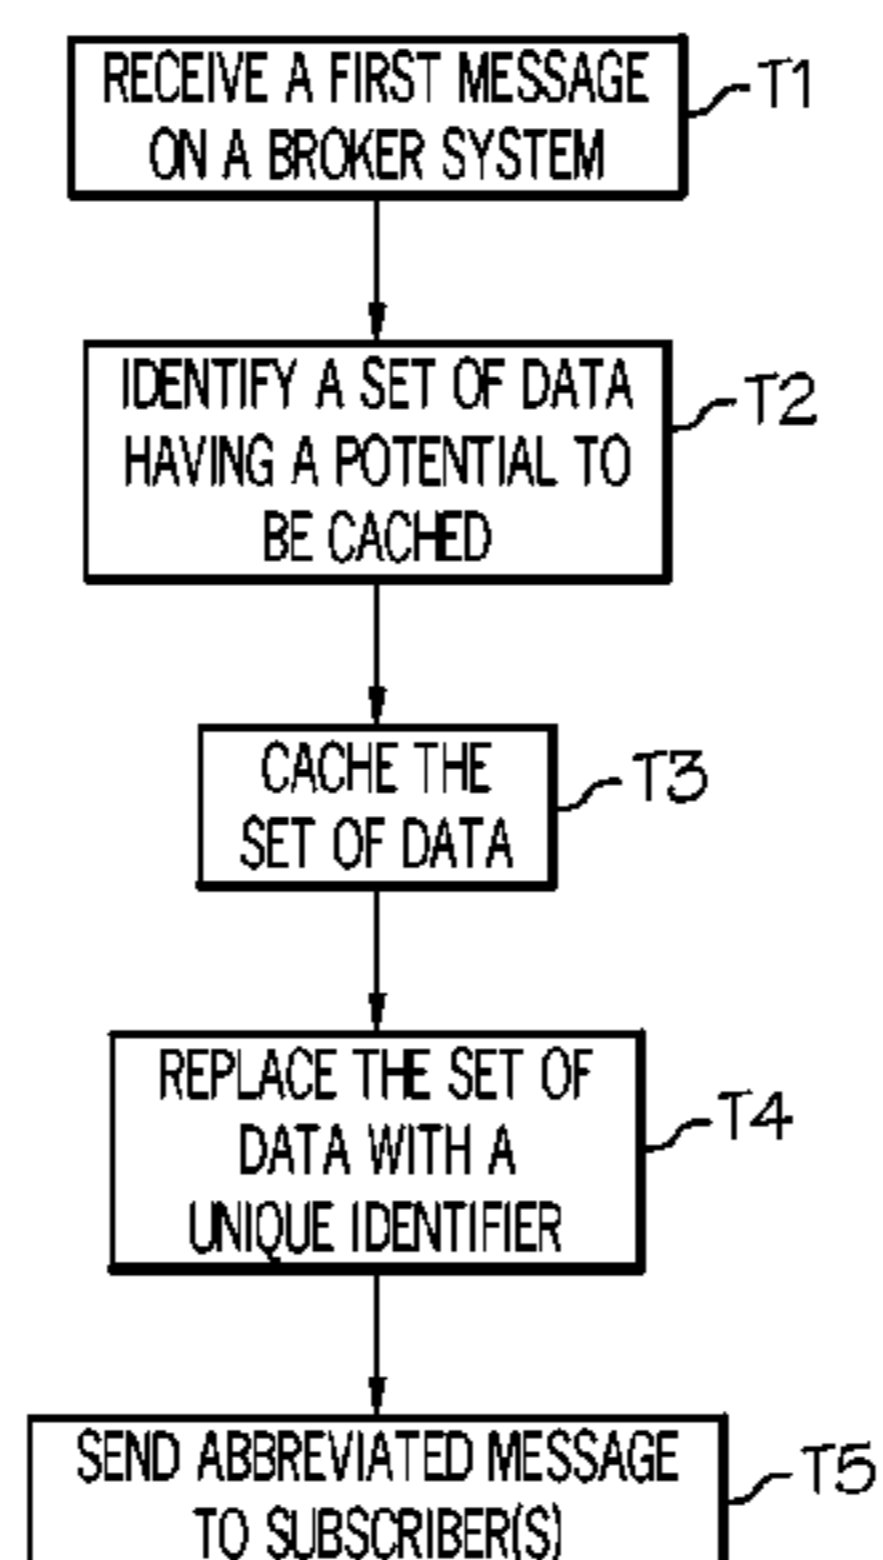 RECEIVE A FIRST MESSAGE
ON A BROKER SYSTEM
T1
IDENTIFY A SET OF DATA
HAVING A POTENTIAL TO
BE CACHED
T2
CACHE THE
SET OF DATA
T3
REPLACE THE SET OF
DATA WITH A
UNIQUE IDENTIFIER
T4
SEND ABBREVIATED MESSAGE
TO SUBSCRIBER(S)
T5